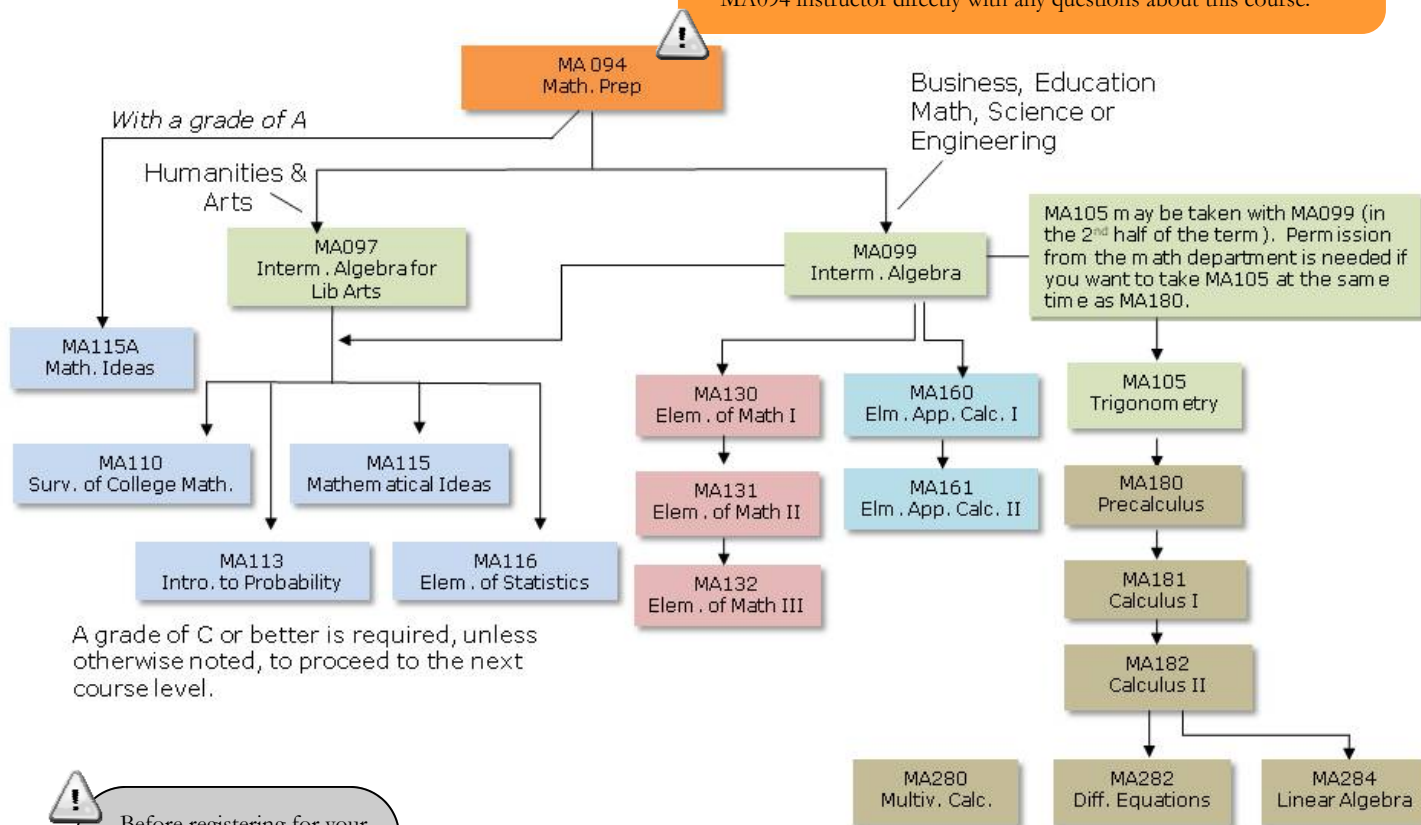 MA094 instructor directly with any questions about this course.
MA 094
Math. Prep
With a grade of A
Business, Education
Math, Science or
Engineering
Humanities &
Arts
MA097
Interm. Algebra for
Lib Arts
MA099
Interm. Algebra
MA105 may be taken with MA099 (in
the 2nd half of the term). Permission
from the math department is needed if
you want to take MA105 at the same
time as MA180.
MA115A
Math. Ideas
MA130
Elem. of Math I
MA160
Elm. App. Calc. I
MA105
Trigonometry
MA110
Surv. of College Math.
MA115
Mathematical Ideas
MA131
Elem. of Math II
MA161
Elm. App. Calc. II
MA180
Precalculus
MA113
Intro. to Probability
MA116
Elem. of Statistics
MA132
Elem. of Math III
MA181
Calculus I
A grade of C or better is required, unless
otherwise noted, to proceed to the next
course level.
MA182
Calculus II
MA280
Multiv. Calc.
MA282
Diff. Equations
MA284
Linear Algebra
Before registering for your